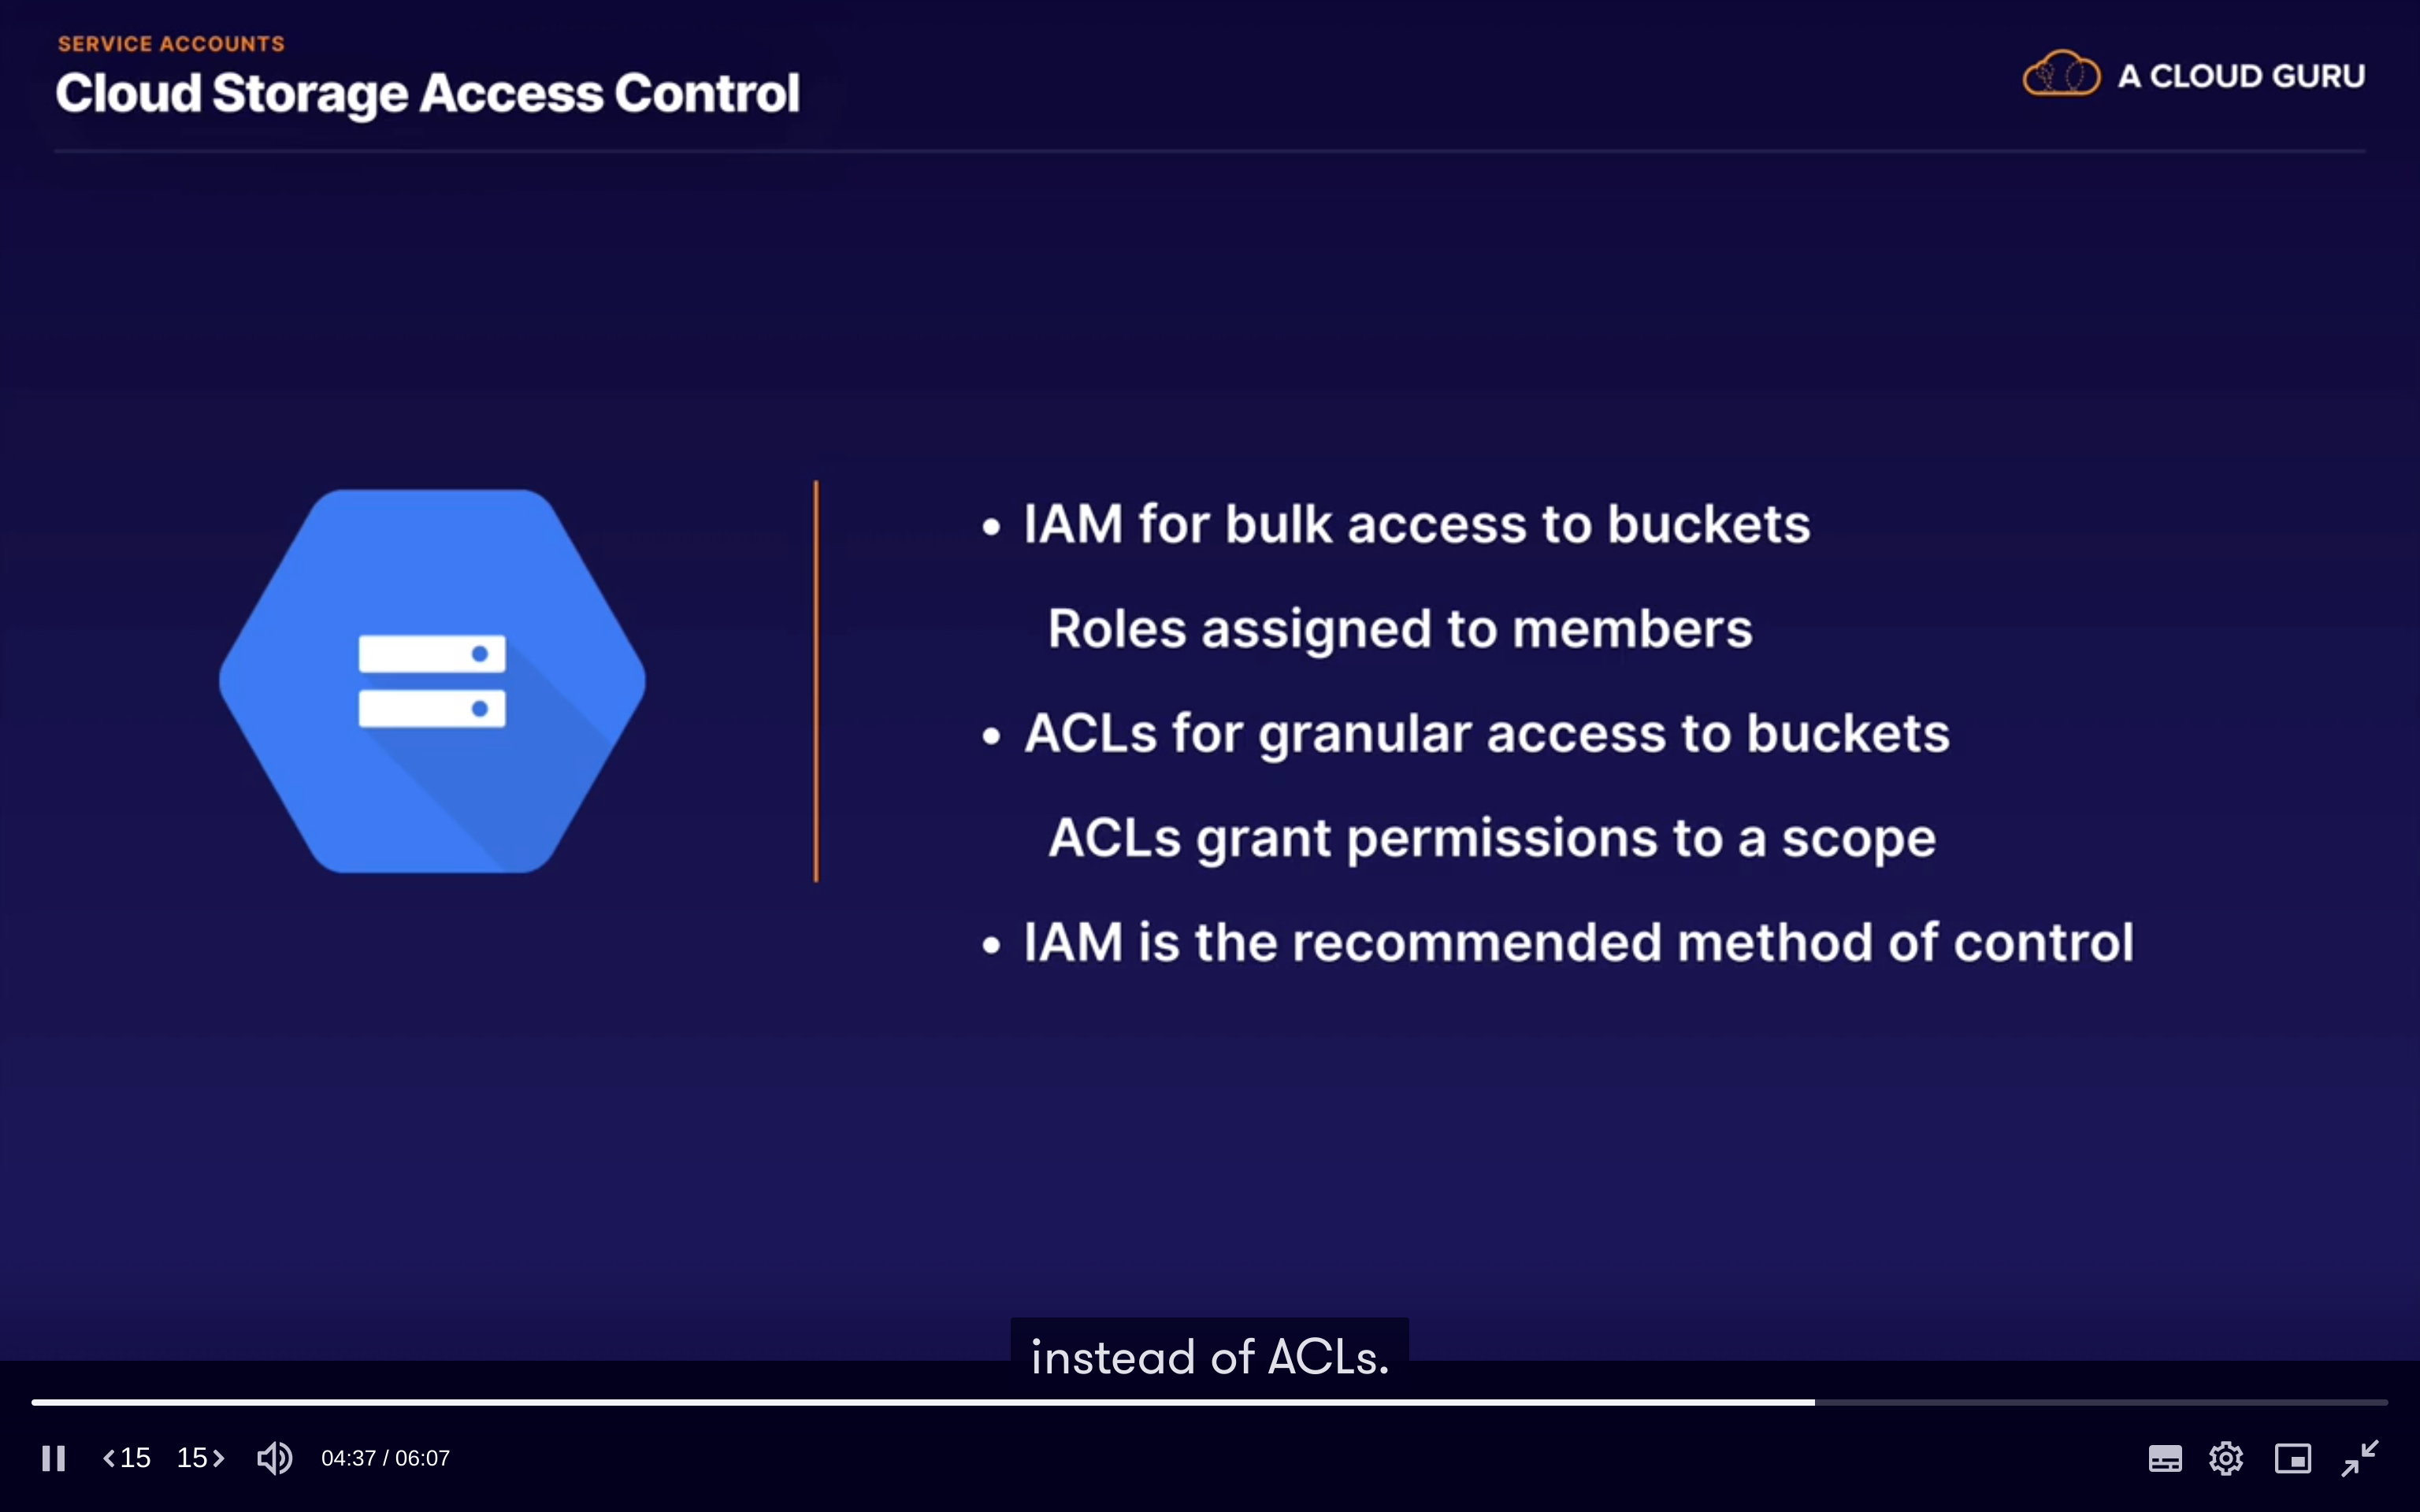 SERVICE ACCOUNTS
Cloud Storage Access Control
A CLOUD GURU
• IAM for bulk access to buckets
Roles assigned to members
• ACLs for granular access to buckets
ACLs grant permissions to a scope
• IAM is the recommended method of control
instead of ACLs.
<15 15> 04:37 / 06:07